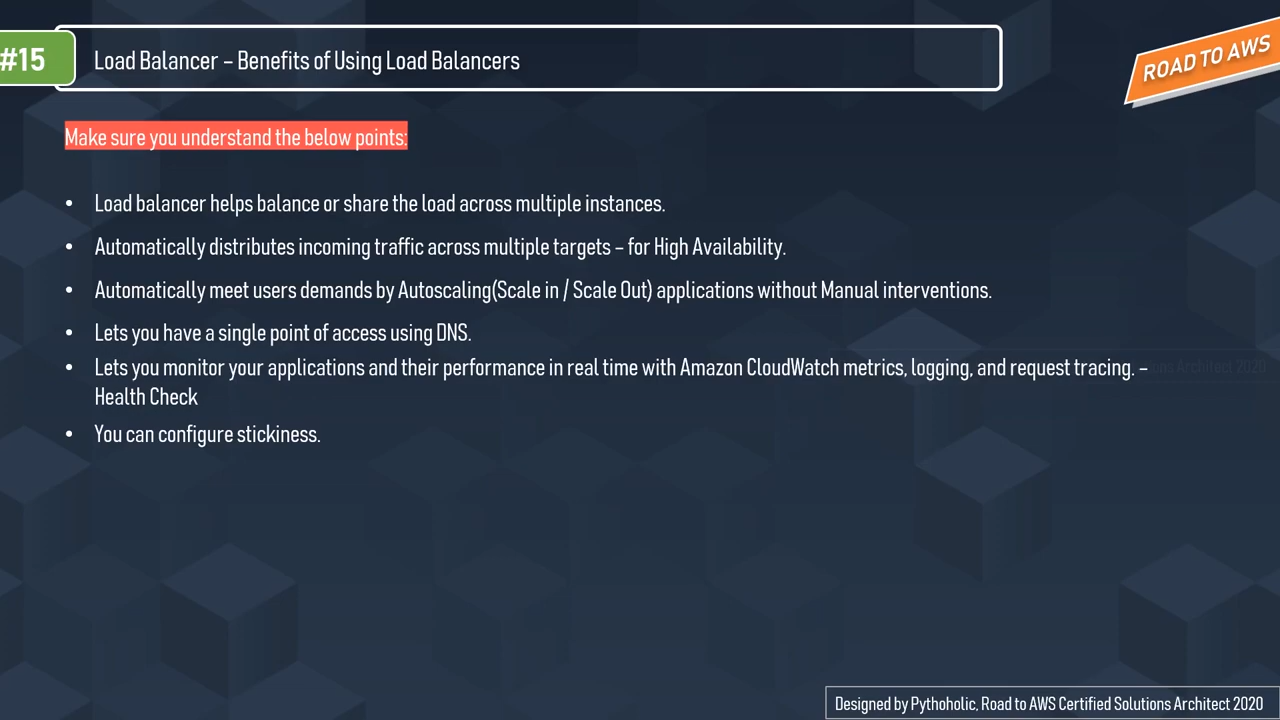 #15
Load Balancer – Benefits of Using Load Balancers
ROAD TO AWS
Make sure you understand the below points:
• Load balancer helps balance or share the load across multiple instances.
• Automatically distributes incoming traffic across multiple targets – for High Availability.
• Automatically meet users demands by Autoscaling(Scale in / Scale Out) applications without Manual interventions.
• Lets you have a single point of access using DNS.
• Lets you monitor your applications and their performance in real time with Amazon CloudWatch metrics, logging, and request tracing. –
Health Check
• You can configure stickiness.
Architect 2020
Designed by Pythoholic, Road to AWS Certified Solutions Architect 2020